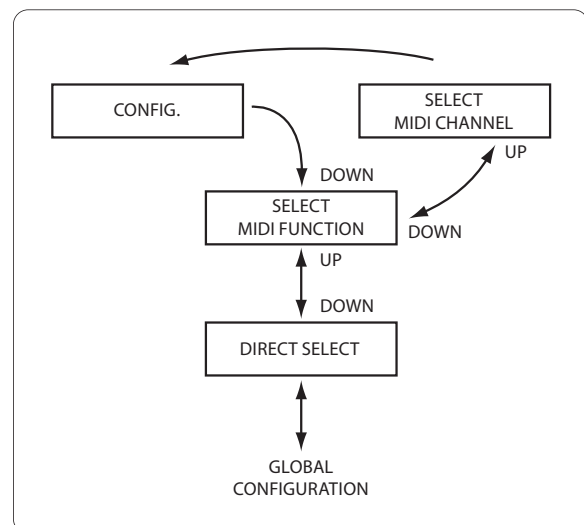 CONFIG.
SELECT
MIDI CHANNEL
UP
DOWN
SELECT
MIDI FUNCTION
DOWN
UP
DOWN
DIRECT SELECT
GLOBAL
CONFIGURATION